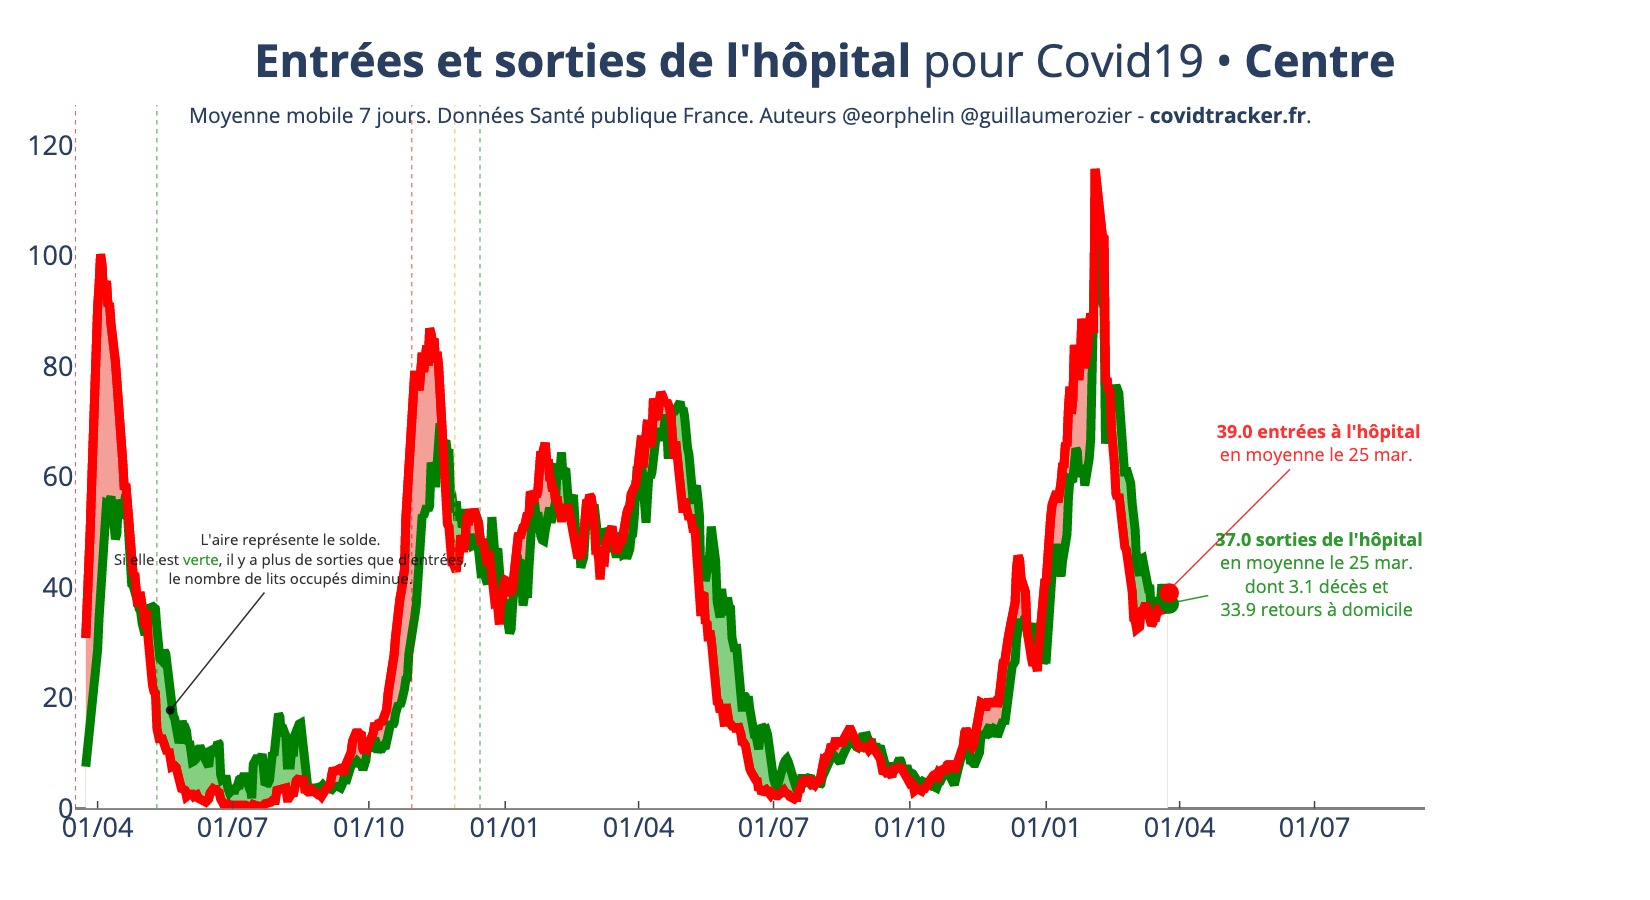 Entrées et sorties de l'hôpital pour Covid19 • Centre
Moyenne mobile 7 jours. Données Santé publique France. Auteurs @eorphelin @guillaumerozier - covidtracker.fr.
120
100
80
60
40
20
0
39.0 entrées à l'hôpital
en moyenne le 25 mar.
37.0 sorties de l'hôpital
en moyenne le 25 mar.
dont 3.1 décès et
33.9 retours à domicile
L'aire représente le solde.
Si elle est verte, il y a plus de sorties que d'entrées,
le nombre de lits occupés diminue.
01/04 01/07 01/10 01/01 01/04 01/07 01/10 01/01 01/04 01/07